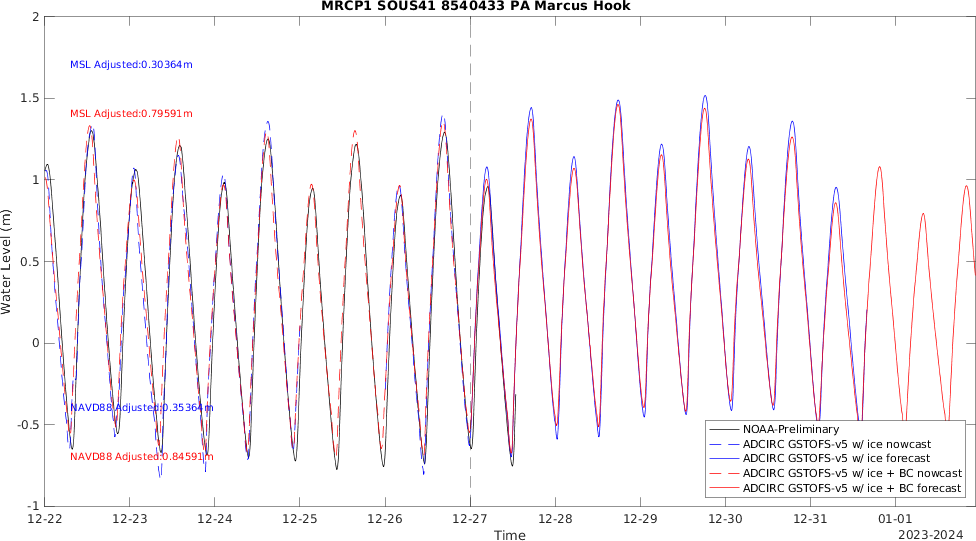 MRCP1 SOUS41 8540433 PA Marcus Hook
2
1.5
1
0.5
0
-0.5
-1
Water Level (m)
MSL Adjusted:0.30364m
MSL Adjusted:0.79591m
NAVD88 Adjusted:0.35364m
NAVD88 Adjusted:0.84591m
NOAA-Preliminary
ADCIRC GSTOFS-v5 w/ ice nowcast
ADCIRC GSTOFS-v5 w/ ice forecast
ADCIRC GSTOFS-v5 w/ ice + BC nowcast
ADCIRC GSTOFS-v5 w/ ice + BC forecast
12-22 12-23 12-24 12-25 12-26 12-27 12-28 12-29 12-30 12-31 01-01
Time
2023-2024